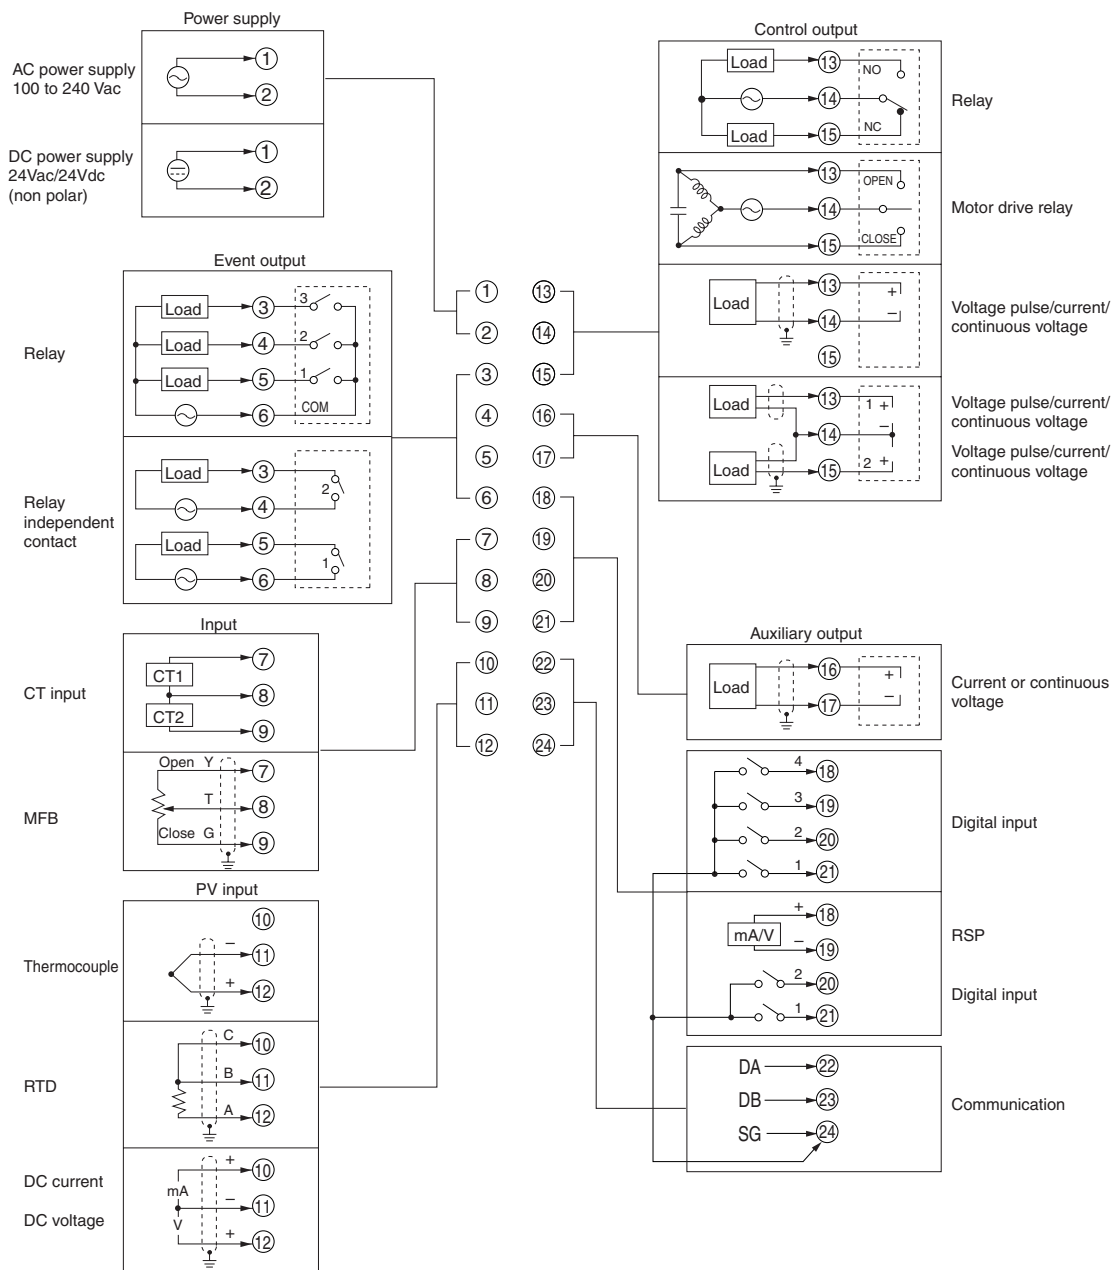 Power supply
AC power supply
100 to 240 Vac
1
2
DC power supply
24Vac/24Vdc
(non polar)
1
2
Event output
Relay
Load 3 3
Load 4 2
Load 5 1
6 COM
Relay
independent
contact
Load 3
2
4
Load 5
1
6
Input
CT input
CT1
CT2
7
8
9
MFB
Open Y 7
T 8
Close G 9
PV input
Thermocouple
10
− 11
+ 12
RTD
C 10
B 11
A 12
DC current
DC voltage
mA
V
+ 10
− 11
+ 12
1 13
2 14
3 15
4 16
5 17
6 18
7 19
8 20
9 21
10 22
11 23
12 24
Control output
Load 13 NO
14
Load 15 NC
Relay
13 OPEN
14
15 CLOSE
Motor drive relay
Load
13 +
14 −
15
Voltage pulse/current/
continuous voltage
Load 13 1 +
14 −
Load 15 2 +
Voltage pulse/current/
continuous voltage
Voltage pulse/current/
continuous voltage
Auxiliary output
Load
16 +
17 −
Current or continuous
voltage
4 18
3 19
2 20
1 21
Digital input
mA/V
+ 18
− 19
RSP
2 20
1 21
Digital input
DA 22
DB 23
SG 24
Communication